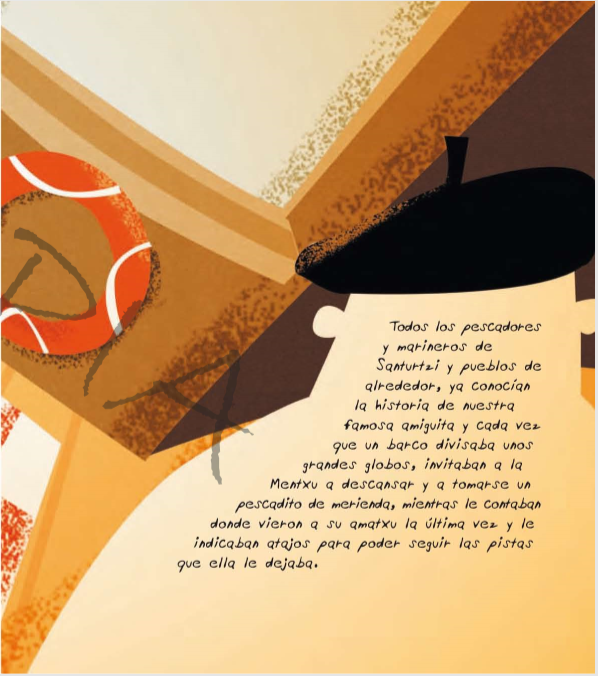 Todos los pescadores
y marineros de
Santurtzi y pueblos de
alrededor, ya conocían
la historia de nuestra
famosa amiguita y cada vez
que un barco divisaba unos
grandes globos, invitaban a la
Mentxu a descansar y a tomarse un
pescadito de merienda, mientras le contaban
donde vieron a su amatxu la última vez y le
indicaban atajos para poder seguir las pistas
que ella le dejaba.